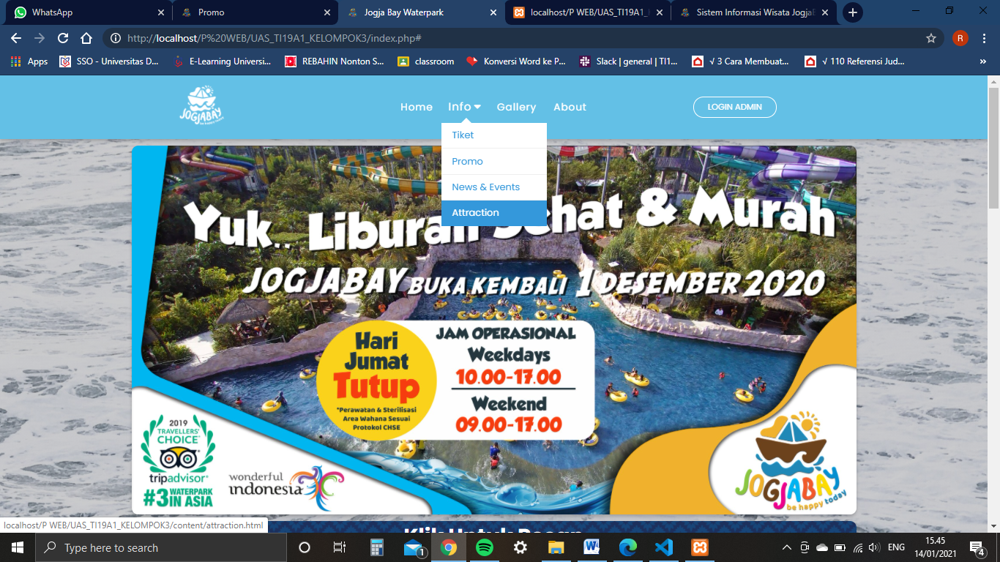 WhatsApp
Promo
Jogja Bay Waterpark
localhost/P WEB/UAS_TI19A1_
Sistem Informasi Wisata JogjaB
http://localhost/P%20WEB/UAS_TI19A1_KELOMPOK3/index.php#
R
Apps
SSO - Universitas D...
E-Learning Universi...
REBAHIN Nonton S...
classroom
Konversi Word ke P...
Slack | general | TI1...
√ 3 Cara Membuat...
√ 110 Referensi Jud...
JOGJABAY
be happy today
Home
Info
Gallery
About
LOGIN ADMIN
Tiket
Promo
News & Events
Attraction
Yuk.. Liburan Sehat & Murah
JOGJABAY BUKA KEMBALI 1 DESEMBER 2020
Hari
Jumat
Tutup
*Perawatan & Sterilisasi
Area Wahana Sesuai
Protokol CHSE
JAM OPERASIONAL
Weekdays
10.00-17.00
Weekend
09.00-17.00
2019
TRAVELLERS'
CHOICE
tripadvisor
#3 WATERPARK
IN ASIA
wonderful
indonesia
JOGJABAY
be happy today
localhost/P WEB/UAS_TI19A1_KELOMPOK3/content/attraction.html
Klik Untuk Pesan
Type here to search
1
ENG
15.45
14/01/2021
4